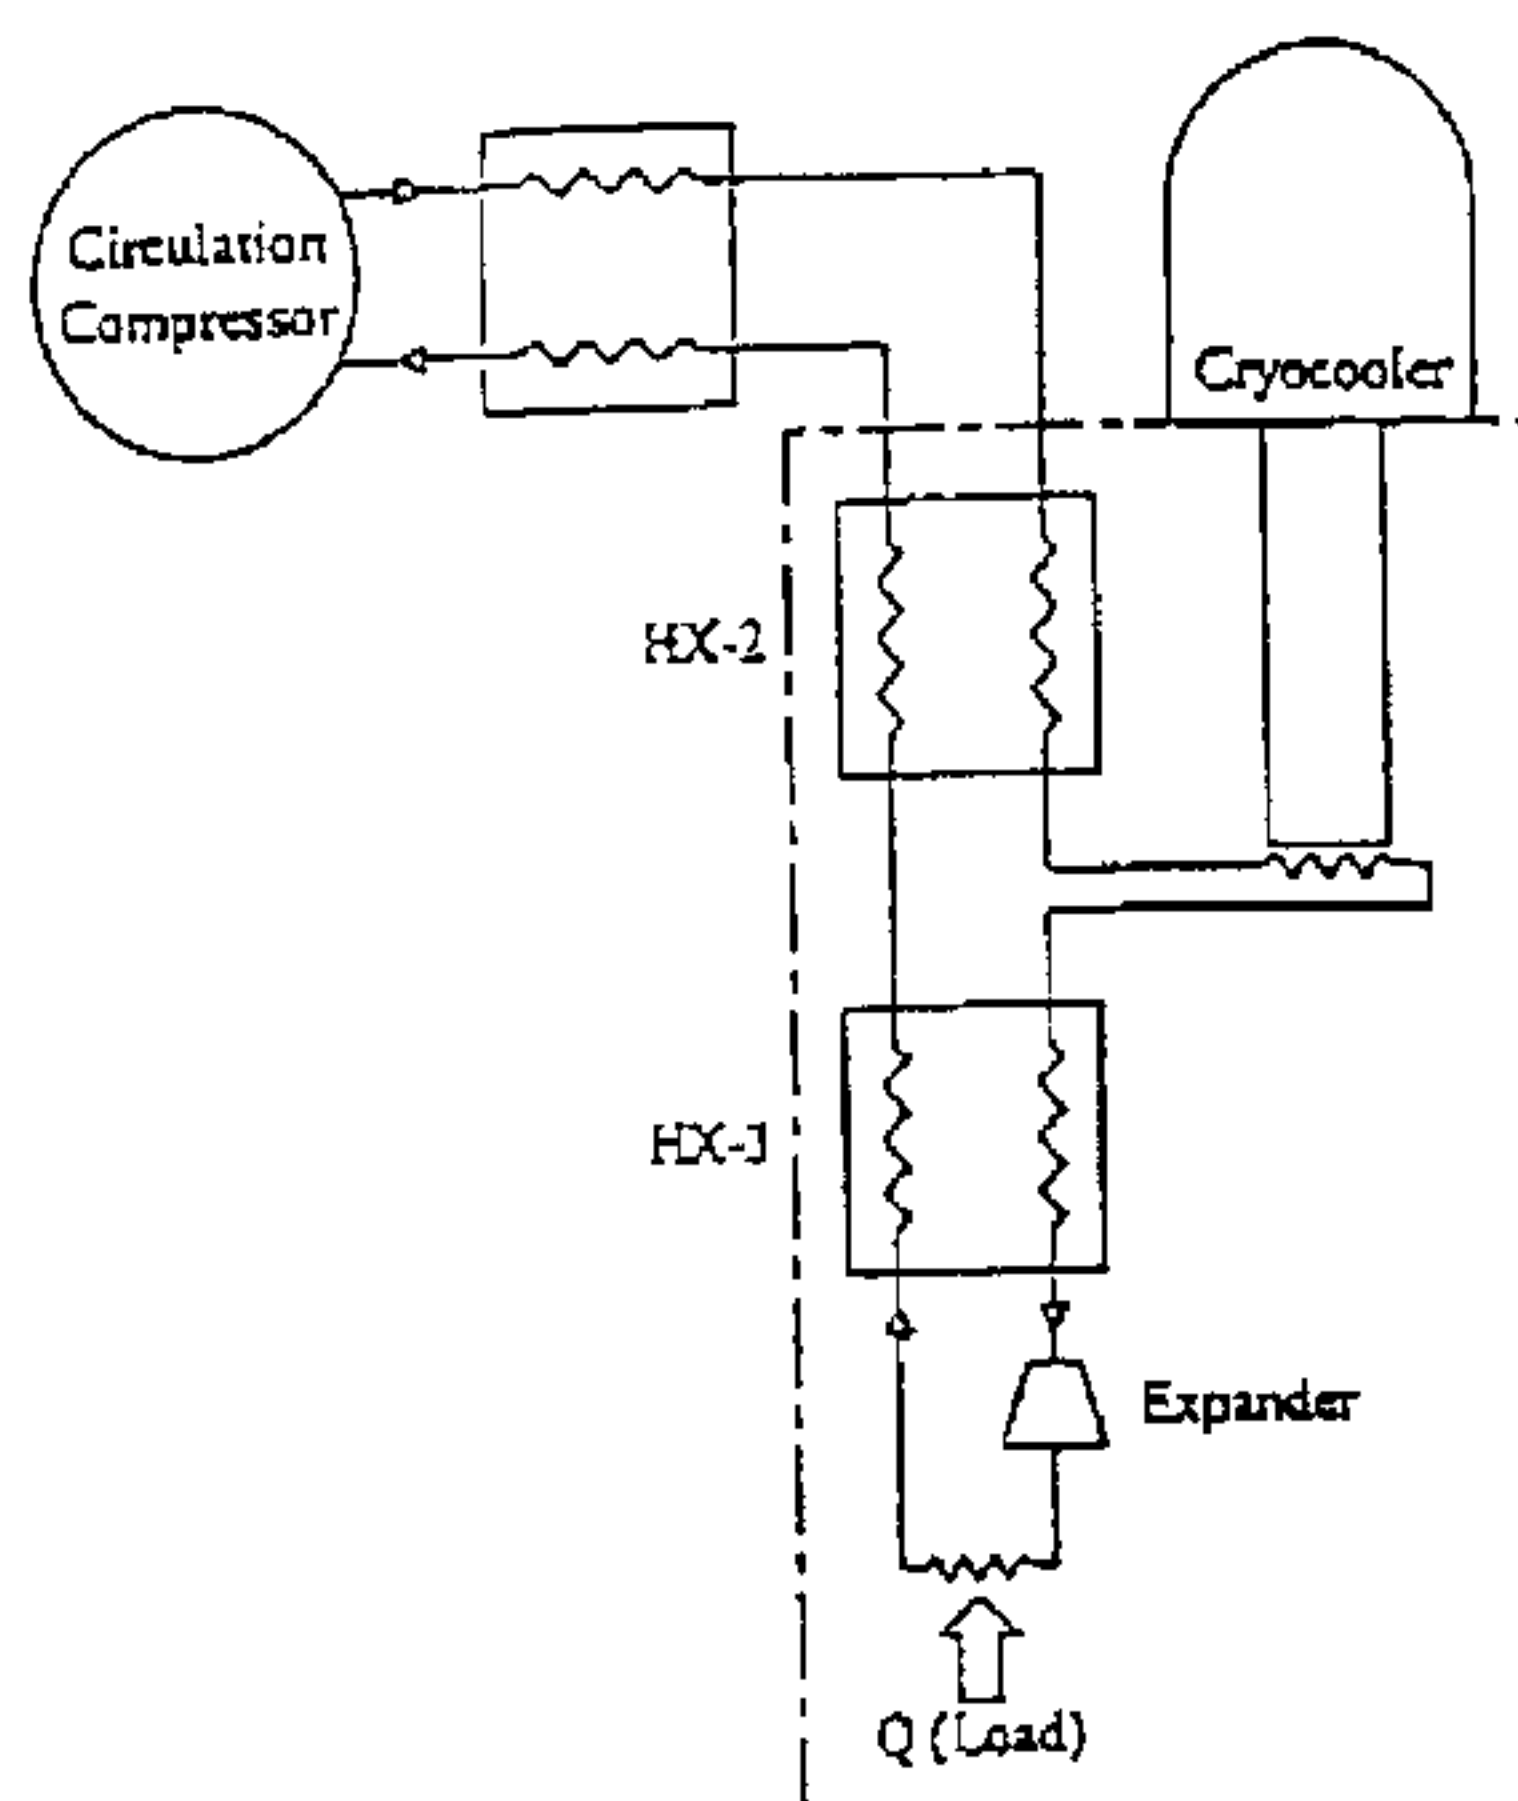 Circulation
Compressor
Cryocooler
HX-2
HX-1
Expander
Q (Load)